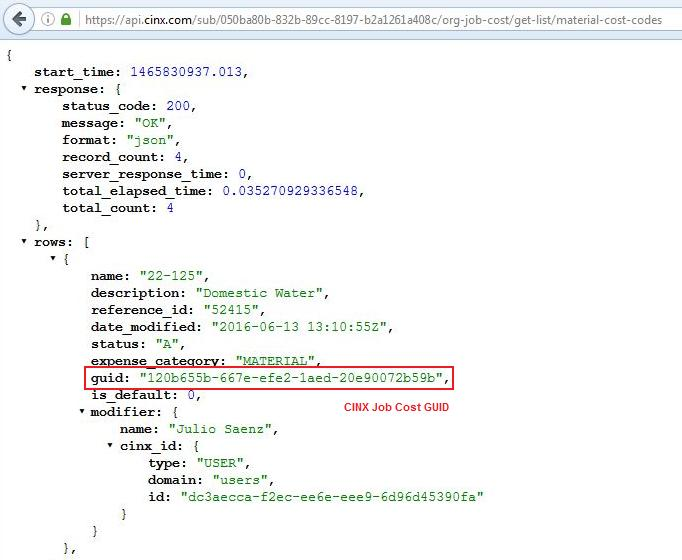 https://api.cinx.com/sub/050ba80b-832b-89cc-8197-b2a1261a408c/org-job-cost/get-list/material-cost-codes
{
start_time: 1465830937.013,
response: {
status_code: 200,
message: "OK",
format: "json",
record_count: 4,
server_response_time: 0,
total_elapsed_time: 0.035270929336548,
total_count: 4
},
rows: [
{
name: "22-125",
description: "Domestic Water",
reference_id: "52415",
date_modified: "2016-06-13 13:10:55Z",
status: "A",
expense_category: "MATERIAL",
guid: "120b655b-667e-efe2-1aed-20e90072b59b",
is_default: 0,
CINX Job Cost GUID
modifier: {
name: "Julio Saenz",
cinx_id: {
type: "USER",
domain: "users",
id: "dc3aecca-f2ec-ee6e-eee9-6d96d45390fa"
}
}
},